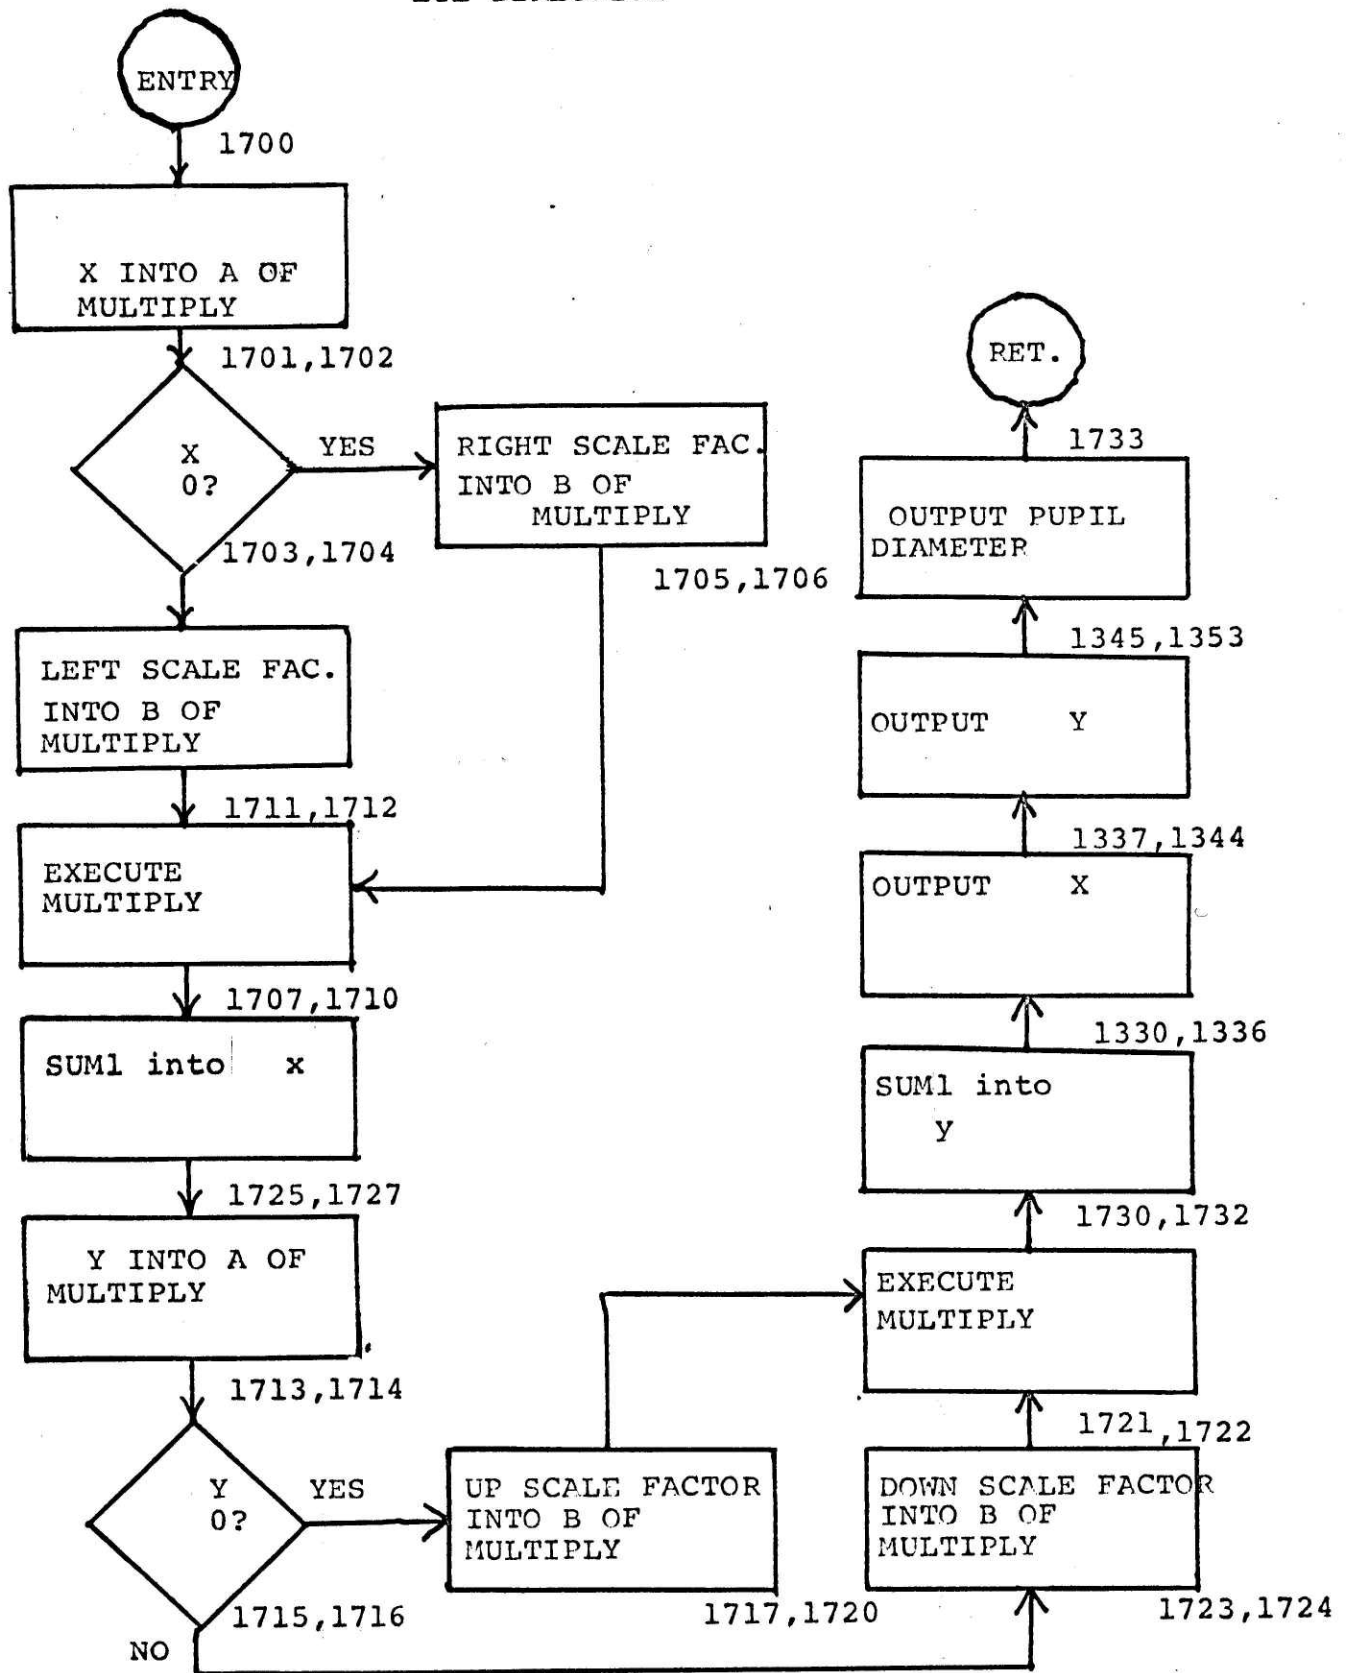 ENTRY
1700
X INTO A OF
MULTIPLY
1701,1702
X
0?
YES
1703,1704
RIGHT SCALE FAC.
INTO B OF
MULTIPLY
1705,1706
LEFT SCALE FAC.
INTO B OF
MULTIPLY
1711,1712
EXECUTE
MULTIPLY
1707,1710
SUM1 into x
1725,1727
Y INTO A OF
MULTIPLY
1713,1714
Y
0?
YES
1715,1716
NO
UP SCALE FACTOR
INTO B OF
MULTIPLY
1717,1720
DOWN SCALE FACTOR
INTO B OF
MULTIPLY
1723,1724
1721,1722
EXECUTE
MULTIPLY
1730,1732
SUM1 into
y
1330,1336
OUTPUT X
1337,1344
OUTPUT Y
1345,1353
OUTPUT PUPIL
DIAMETER
1733
RET.